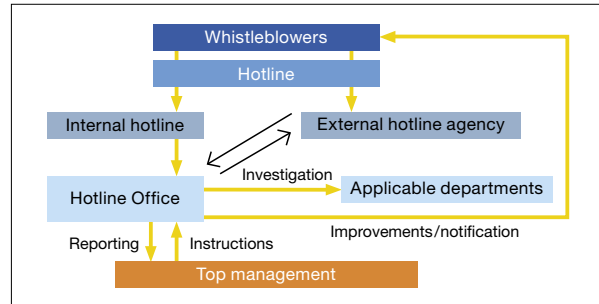 Whistleblowers
Hotline
Internal hotline
External hotline agency
Investigation
Hotline Office
Applicable departments
Reporting
Instructions
Improvements/notification
Top management